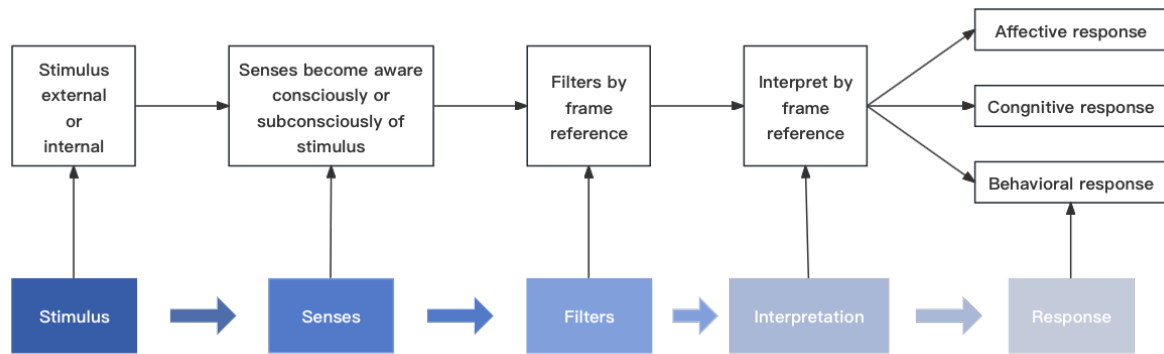 Stimulus
external
or
internal
Senses become aware
consciously or
subconsciously of
stimulus
Filters by
frame
reference
Interpret by
frame
reference
Affective response
Congnitive response
Behavioral response
Stimulus
Senses
Filters
Interpretation
Response